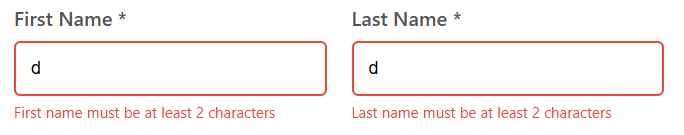 First Name *
Last Name *
d
d
First name must be at least 2 characters
Last name must be at least 2 characters